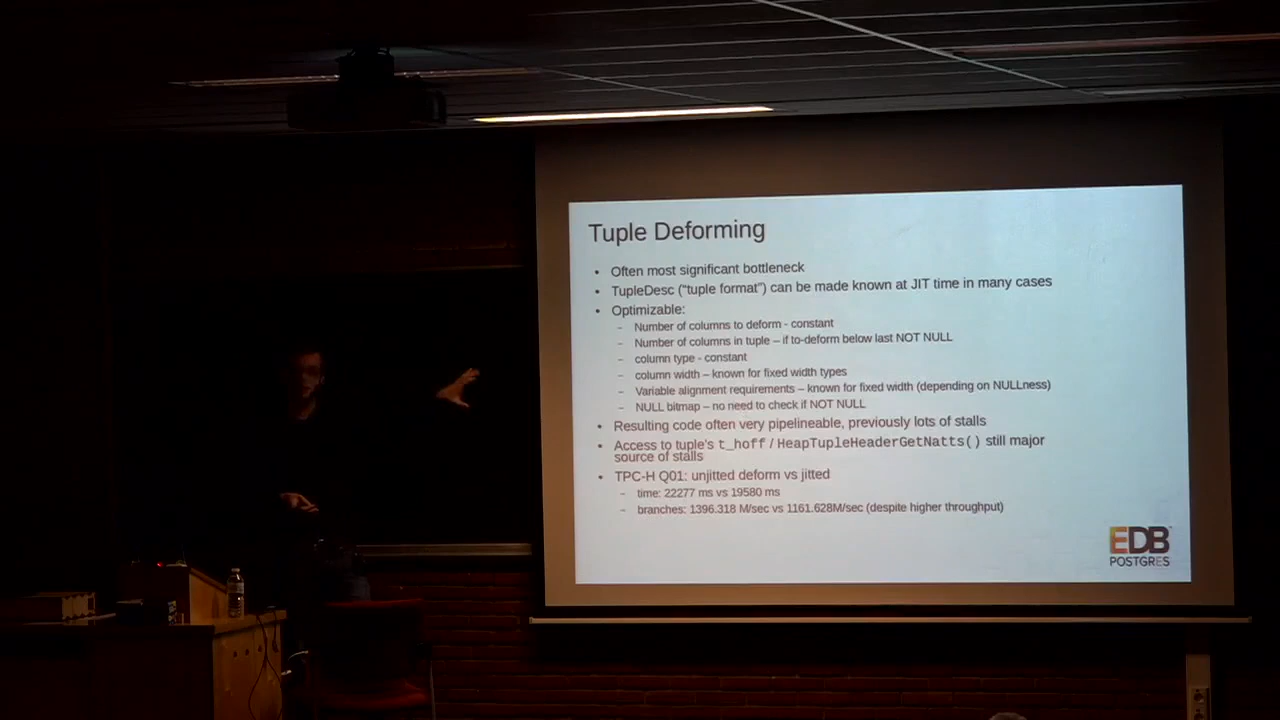 Tuple Deforming
• Often most significant bottleneck
• TupleDesc (“tuple format”) can be made known at JIT time in many cases
• Optimizable:
– Number of columns to deform - constant
– Number of columns in tuple – if to-deform below last NOT NULL
– column type - constant
– column width – known for fixed width types
– Variable alignment requirements – known for fixed width (depending on NULLness)
– NULL bitmap – no need to check if NOT NULL
• Resulting code often very pipelineable, previously lots of stalls
• Access to tuple's t_hoff / HeapTupleHeaderGetNatts() still major
source of stalls
• TPC-H Q01: unjitted deform vs jitted
– time: 22277 ms vs 19580 ms
– branches: 1396.318 M/sec vs 1161.628M/sec (despite higher throughput)
EDB
POSTGRES